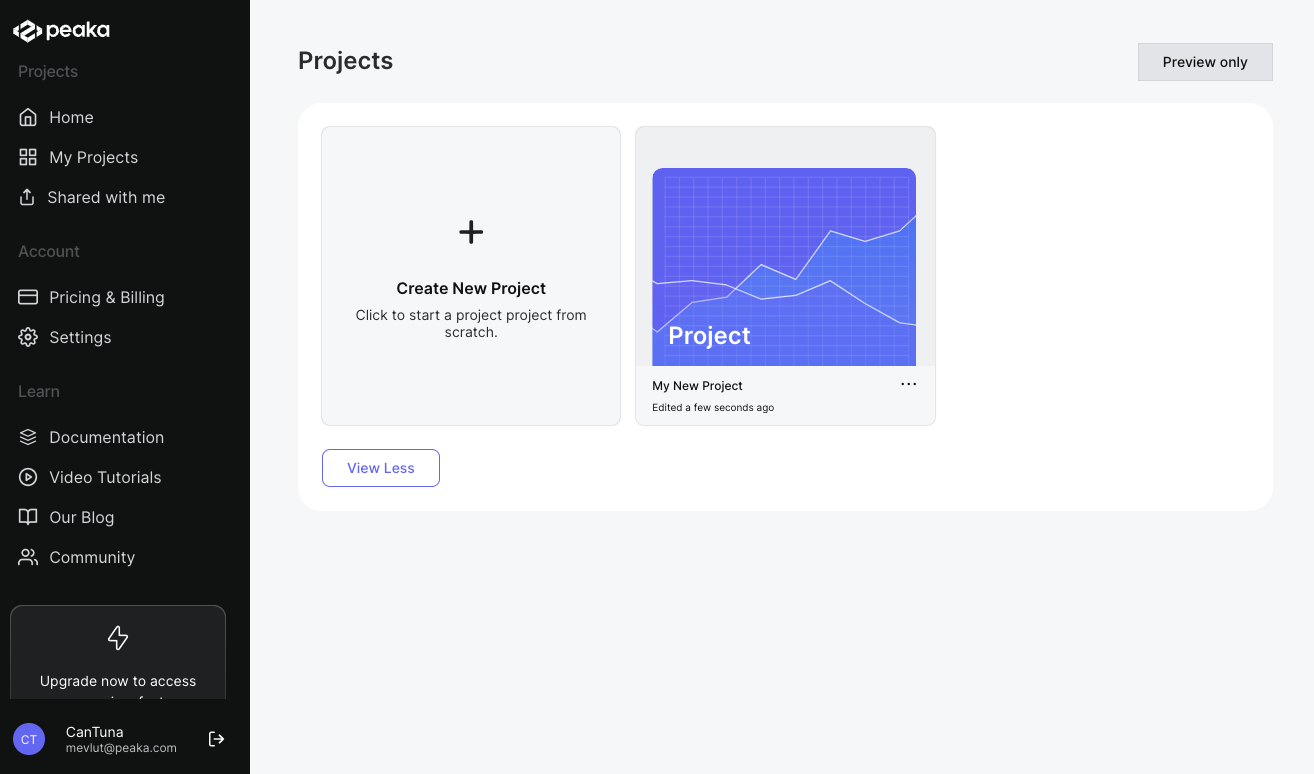 peaka
Projects
Home
My Projects
Shared with me
Account
Pricing & Billing
Settings
Learn
Documentation
Video Tutorials
Our Blog
Community
Upgrade now to access
CT
CanTuna
mevlut@peaka.com
Projects
Preview only
Create New Project
Click to start a project project from
scratch.
Project
My New Project
Edited a few seconds ago
View Less